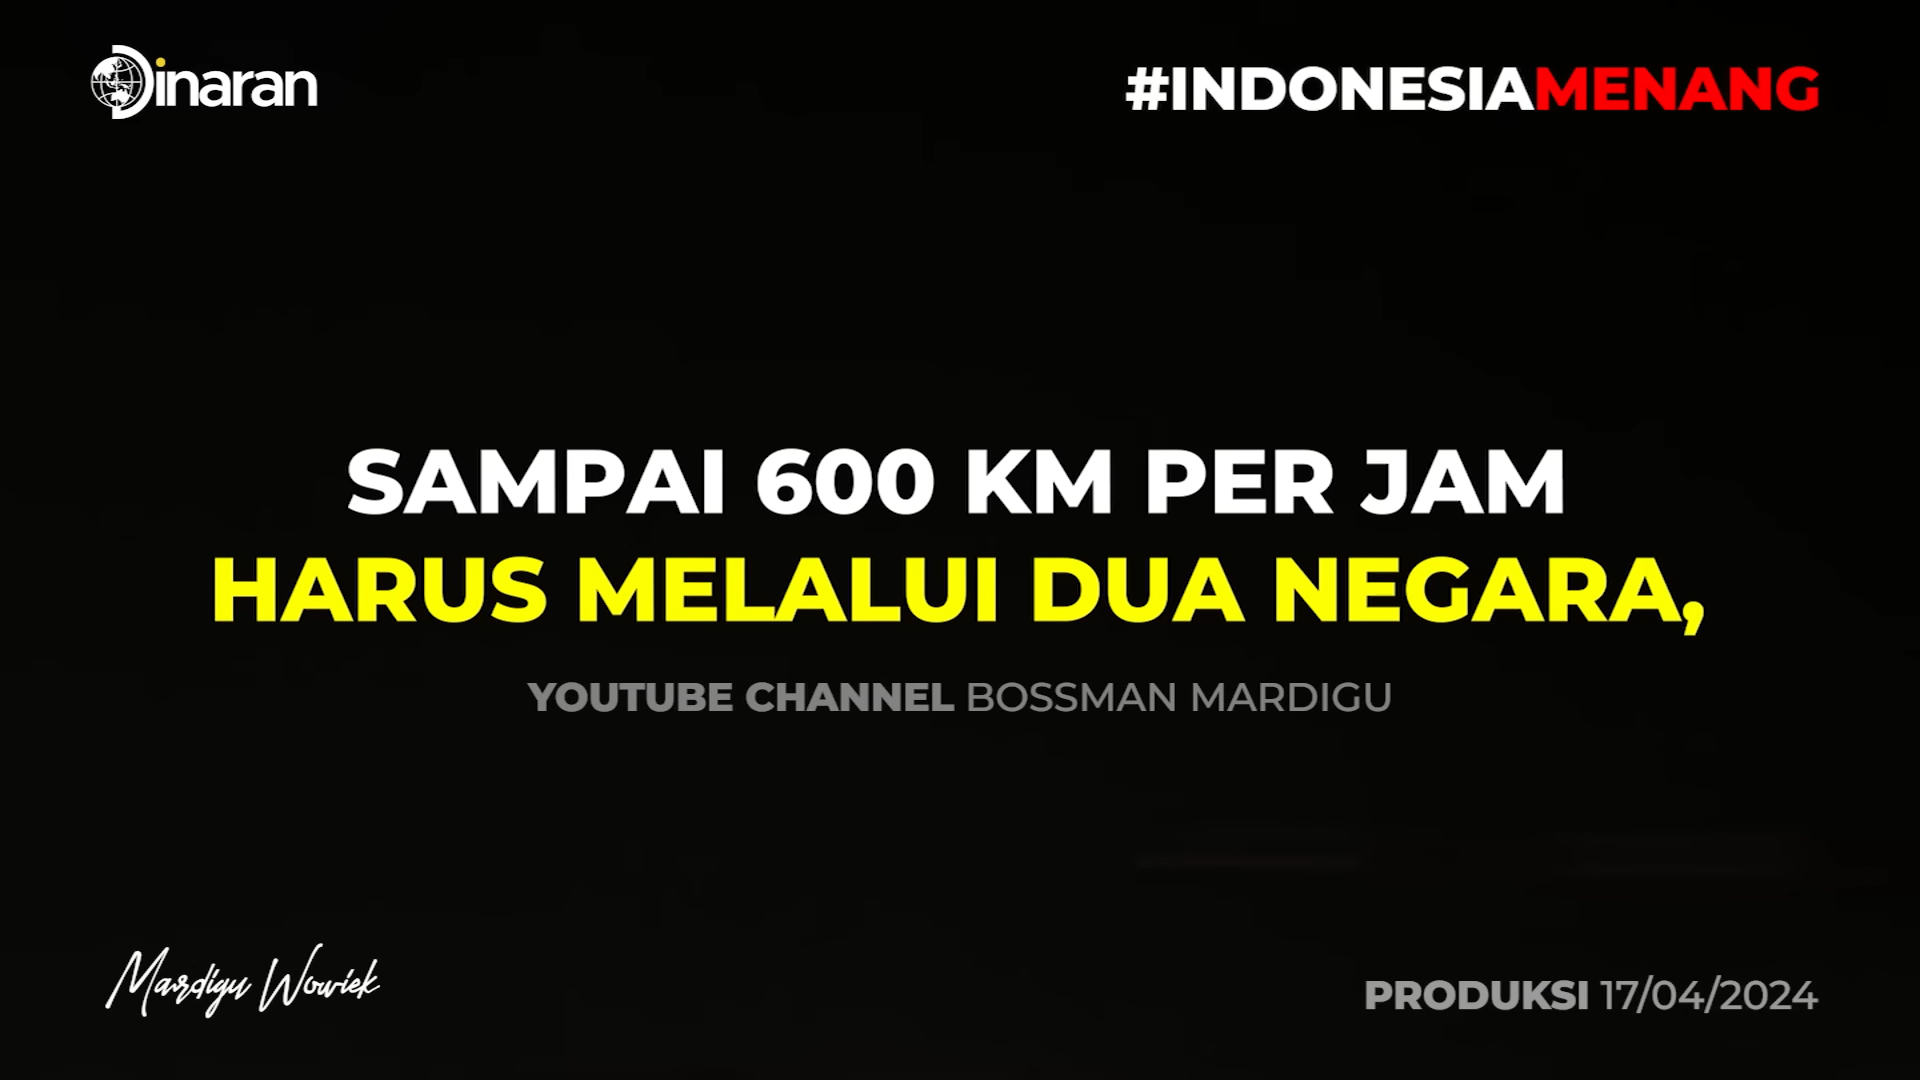 Dinaran
#INDONESIAMENANG
SAMPAI 600 KM PER JAM
HARUS MELALUI DUA NEGARA,
YOUTUBE CHANNEL BOSSMAN MARDIGU
Mardigu Wowiek
PRODUKSI 17/04/2024